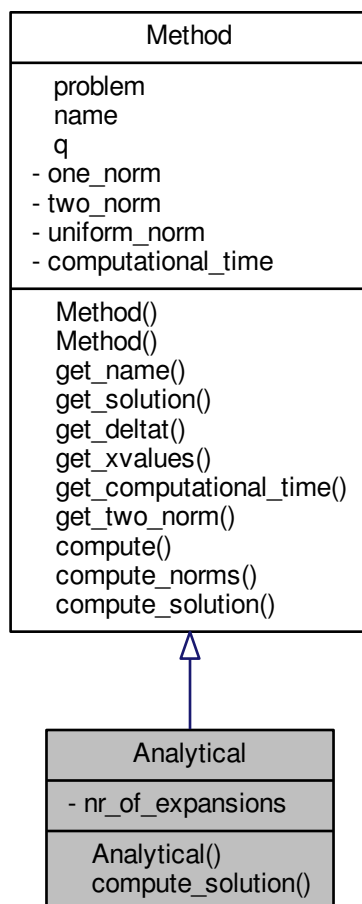 Method
problem
name
q
- one_norm
- two_norm
- uniform_norm
- computational_time
Method()
Method()
get_name()
get_solution()
get_deltat()
get_xvalues()
get_computational_time()
get_two_norm()
compute()
compute_norms()
compute_solution()
Analytical
- nr_of_expansions
Analytical()
compute_solution()